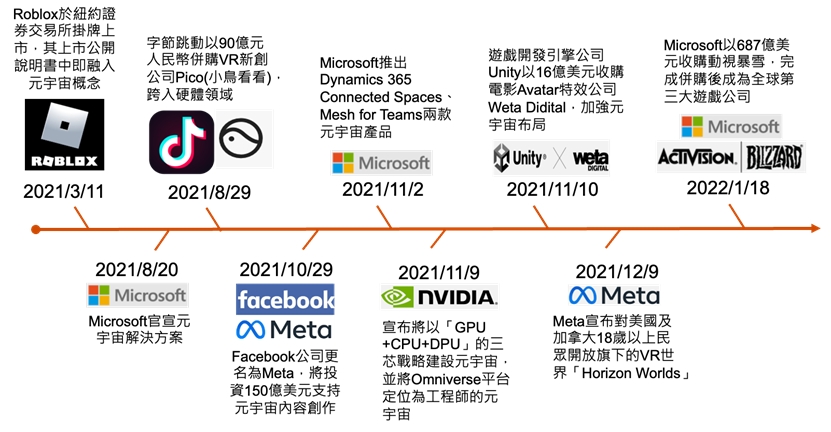 Roblox於紐約證
券交易所掛牌上
市，其上市公開
說明書中即融入
元宇宙概念
ROBLOX
2021/3/11
字節跳動以90億元
人民幣併購VR新創
公司Pico(小鳥看看)，
跨入硬體領域
2021/8/29
Microsoft推出
Dynamics 365
Connected Spaces、
Mesh for Teams兩款
元宇宙產品
Microsoft
2021/11/2
遊戲開發引擎公司
Unity以16億美元收購
電影Avatar特效公司
Weta Didital，加強元
宇宙布局
Unity® X weta
DIGITAL
2021/11/10
Microsoft以687億美
元收購動視暴雪，完
成併購後成為全球第
三大遊戲公司
Microsoft
ACTIVISION. BLIZZARD
2022/1/18
2021/8/20
Microsoft
Microsoft官宣元
宇宙解決方案
2021/10/29
facebook
Meta
Facebook公司更
名為Meta，將投
資150億美元支持
元宇宙內容創作
2021/11/9
NVIDIA.
宣布將以「GPU
+CPU+DPU」的三
芯戰略建設元宇宙，
並將Omniverse平台
定位為工程師的元
宇宙
2021/12/9
Meta
Meta宣布對美國及
加拿大18歲以上民
眾開放旗下的VR世
界「Horizon Worlds」